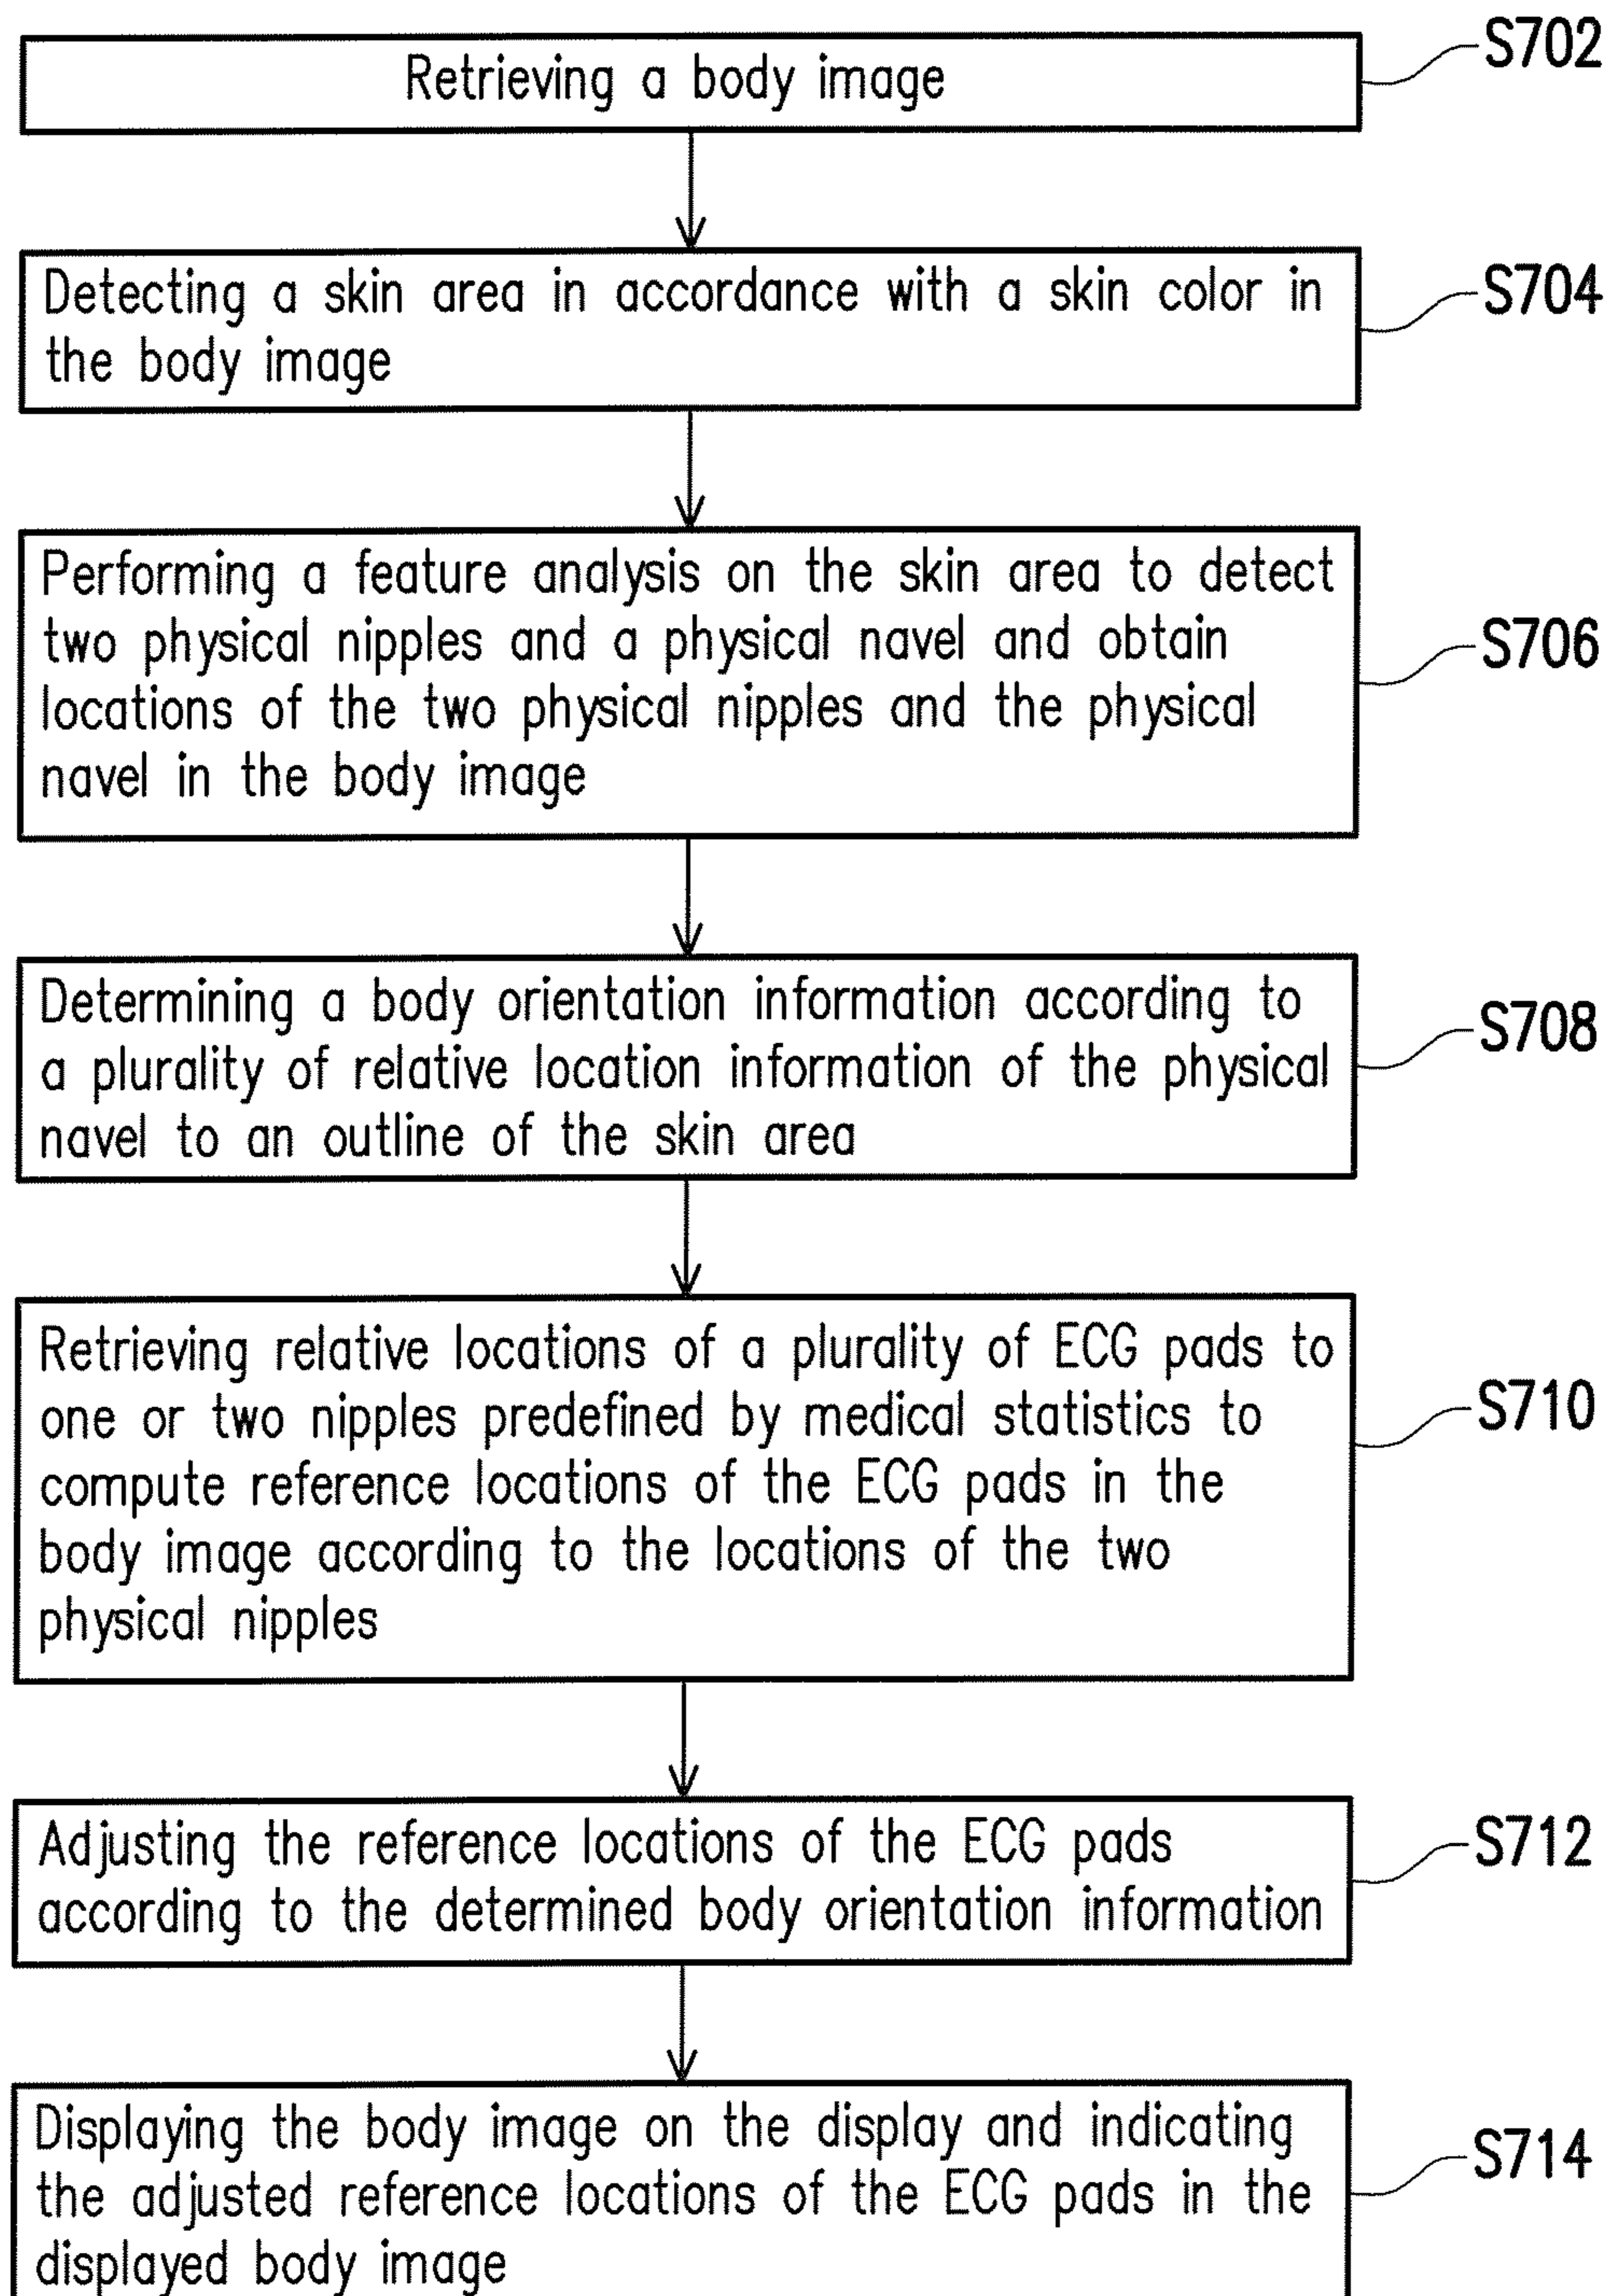 Retrieving a body image
S702
Detecting a skin area in accordance with a skin color in
the body image
S704
Performing a feature analysis on the skin area to detect
two physical nipples and a physical navel and obtain
locations of the two physical nipples and the physical
navel in the body image
S706
Determining a body orientation information according to
a plurality of relative location information of the physical
navel to an outline of the skin area
S708
Retrieving relative locations of a plurality of ECG pads to
one or two nipples predefined by medical statistics to
compute reference locations of the ECG pads in the
body image according to the locations of the two
physical nipples
S710
Adjusting the reference locations of the ECG pads
according to the determined body orientation information
S712
Displaying the body image on the display and indicating
the adjusted reference locations of the ECG pads in the
displayed body image
S714